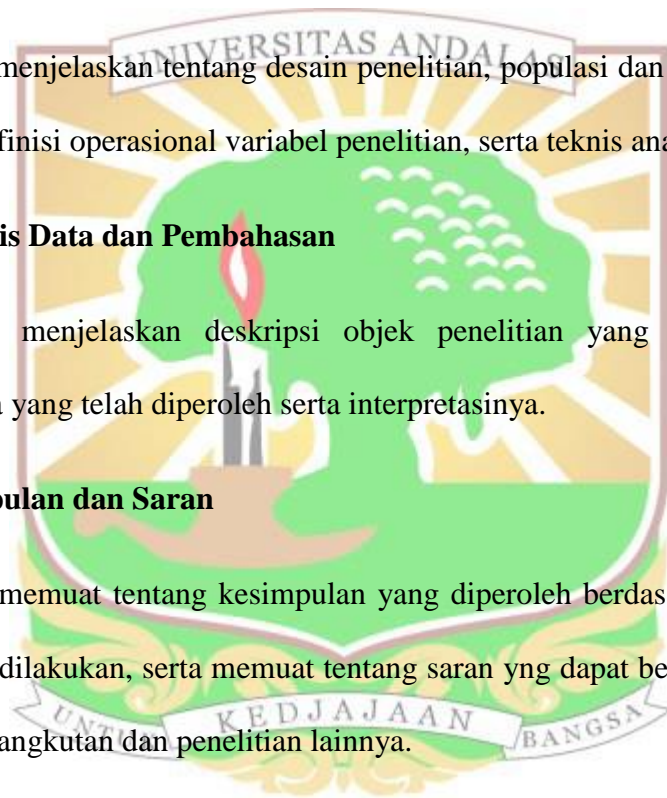 UNIVERSITAS ANDALAS
menjelaskan tentang desain penelitian, populasi dan
finisi operasional variabel penelitian, serta teknis ana
is Data dan Pembahasan
menjelaskan deskripsi objek penelitian yang
yang telah diperoleh serta interpretasinya.
pulan dan Saran
memuat tentang kesimpulan yang diperoleh berdas
dilakukan, serta memuat tentang saran yng dapat be
UNTUK KEDJAJAAN BANGSA
angkutan dan penelitian lainnya.